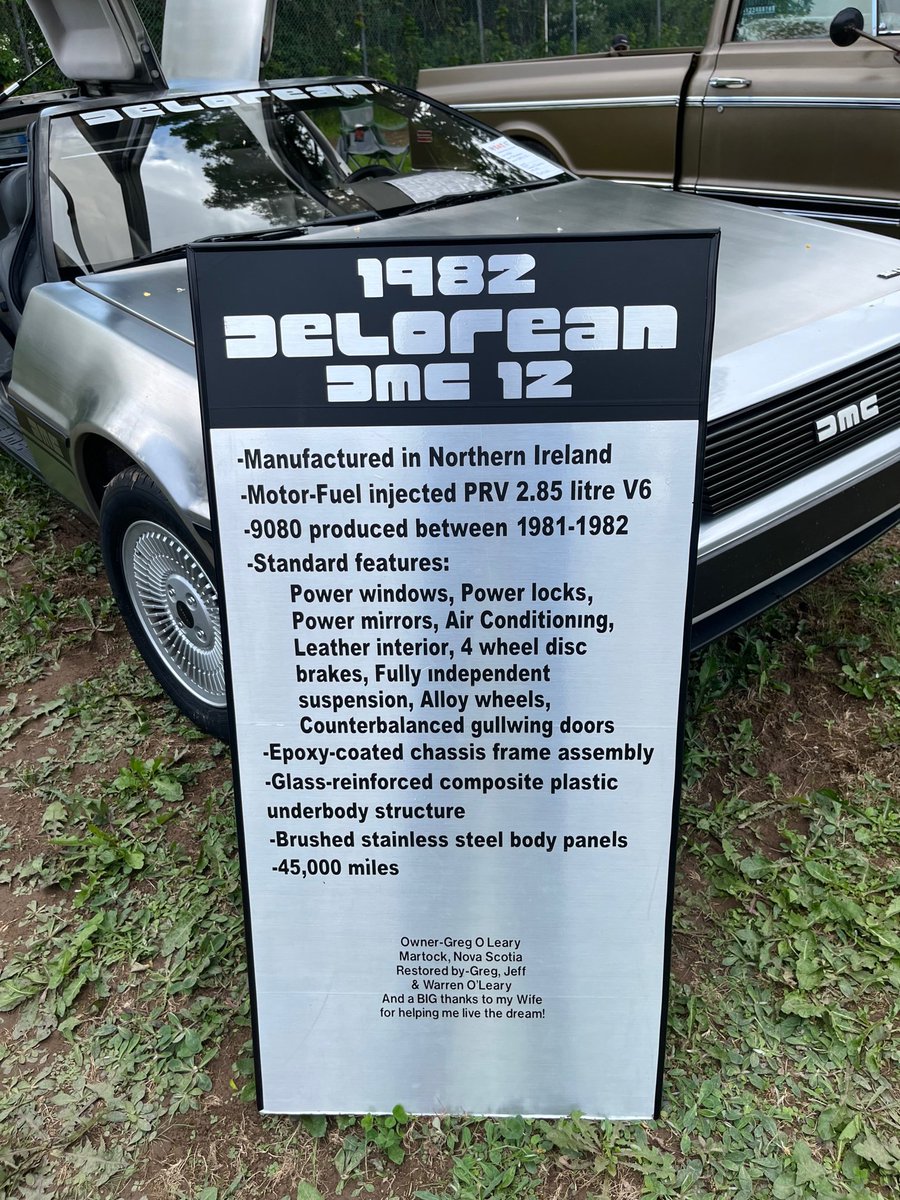 DeLorean
1982
DeLorean
DMC 12
-Manufactured in Northern Ireland
-Motor-Fuel injected PRV 2.85 litre V6
-9080 produced between 1981-1982
-Standard features:
Power windows, Power locks,
Power mirrors, Air Conditioning,
Leather interior, 4 wheel disc
brakes, Fully independent
suspension, Alloy wheels,
Counterbalanced gullwing doors
-Epoxy-coated chassis frame assembly
-Glass-reinforced composite plastic
underbody structure
-Brushed stainless steel body panels
-45,000 miles
Owner-Greg O Leary
Martock, Nova Scotia
Restored by-Greg, Jeff
& Warren O'Leary
And a BIG thanks to my Wife
for helping me live the dream!
DMC